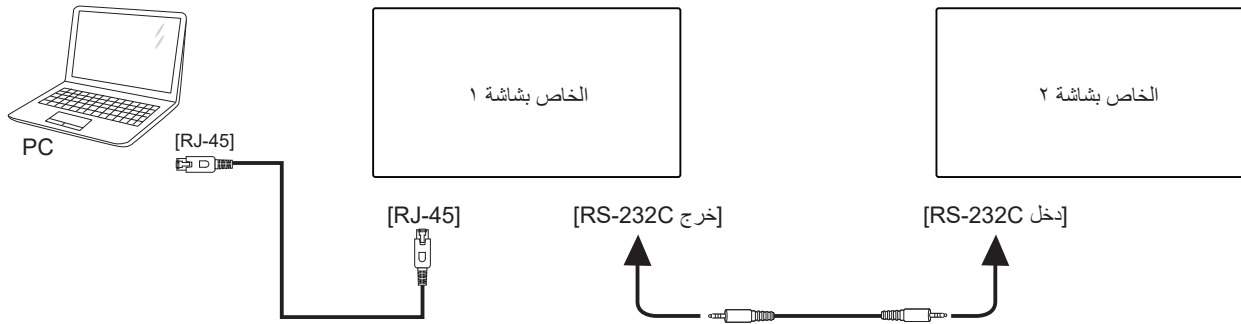 الخاص بشاشة ١
الخاص بشاشة ٢
PC
[RJ-45]
[RJ-45]
[RS-232C خرج]
[RS-232C دخل]